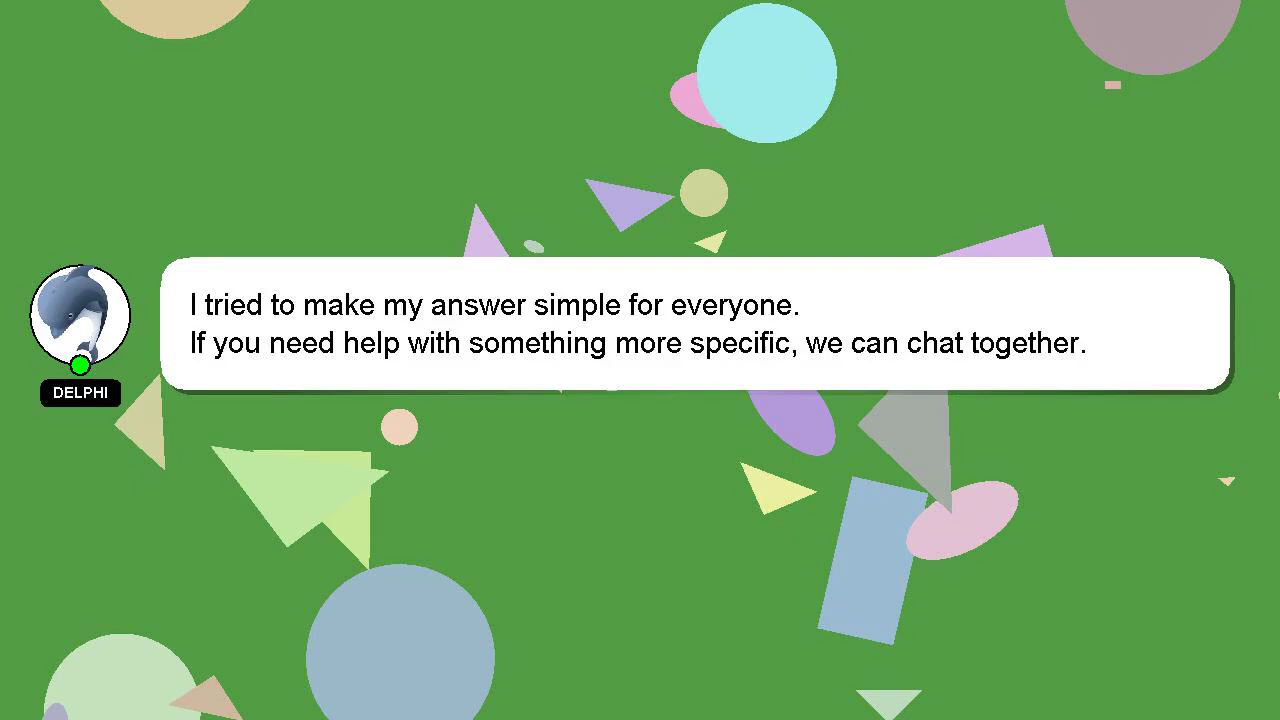 I tried to make my answer simple for everyone.
If you need help with something more specific, we can chat together.
DELPHI